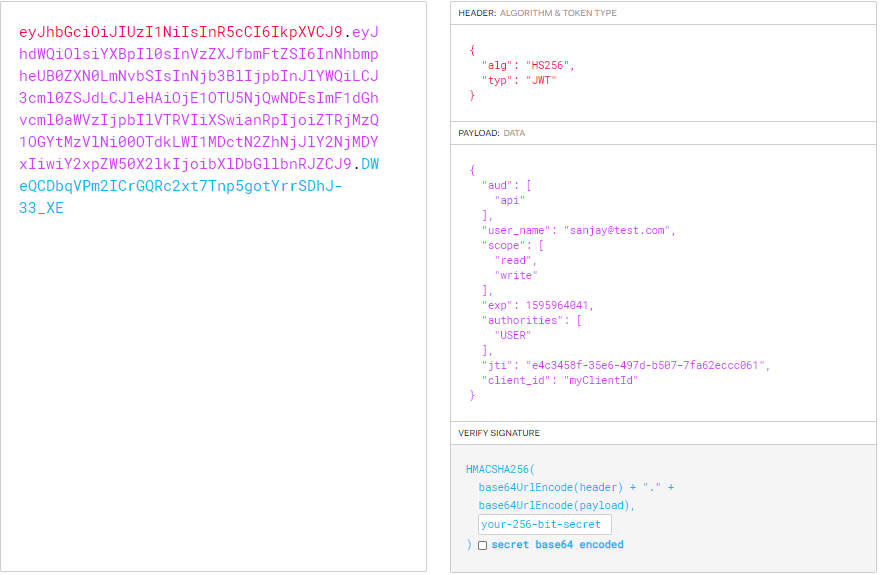 eyJhbGciOiJIUzI1NiIsInR5cCI6IkpXVCJ9.eyJ
hdWQiOlsiYXBpIl0sInVzZXJfbmFtZSI6InNhbmp
heUB0ZXN0LmNvbSIsInNjb3BlIjpbInJlYWQiLCJ
3cml0ZSJdLCJleHAiOjE1OTU5NjQwNDEsImF1dGh
vcml0aWVzIjpbIlVTRVIiXSwianRpIjoiZTRjMzQ
1OGYtMzVlNi00OTdkLWI1MDctN2ZhNjJlY2NjMDY
xIiwiY2xpZW50X2lkIjoibXlDbGllbnRJZCJ9.DW
eQCDbqVPm2ICrGQRc2xt7Tnp5gotYrrSDhJ-
33_XE
HEADER: ALGORITHM & TOKEN TYPE
{
"alg": "HS256",
"typ": "JWT"
}
PAYLOAD: DATA
{
"aud": [
"api"
],
"user_name": "sanjay@test.com",
"scope": [
"read",
"write"
],
"exp": 1595964041,
"authorities": [
"USER"
],
"jti": "e4c3458f-35e6-497d-b507-7fa62eccc061",
"client_id": "myClientId"
}
VERIFY SIGNATURE
HMACSHA256(
base64UrlEncode(header) + "." +
base64UrlEncode(payload),
your-256-bit-secret
) secret base64 encoded